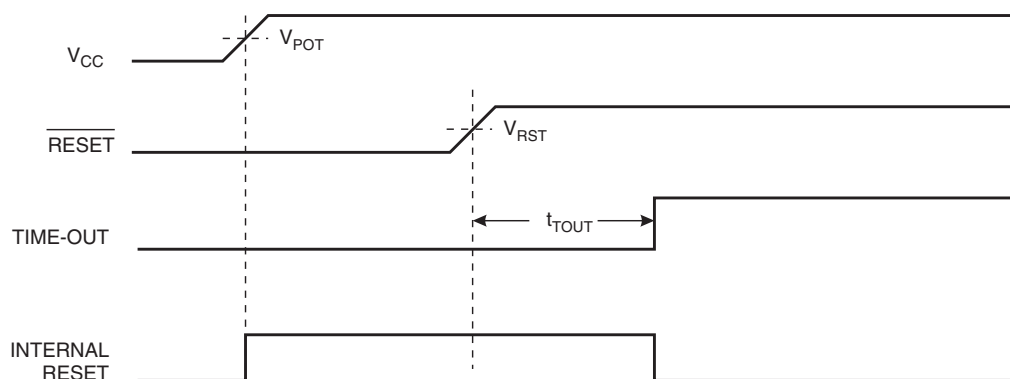 V_CC
V_POT
RESET
V_RST
TIME-OUT
t_TOUT
INTERNAL
RESET